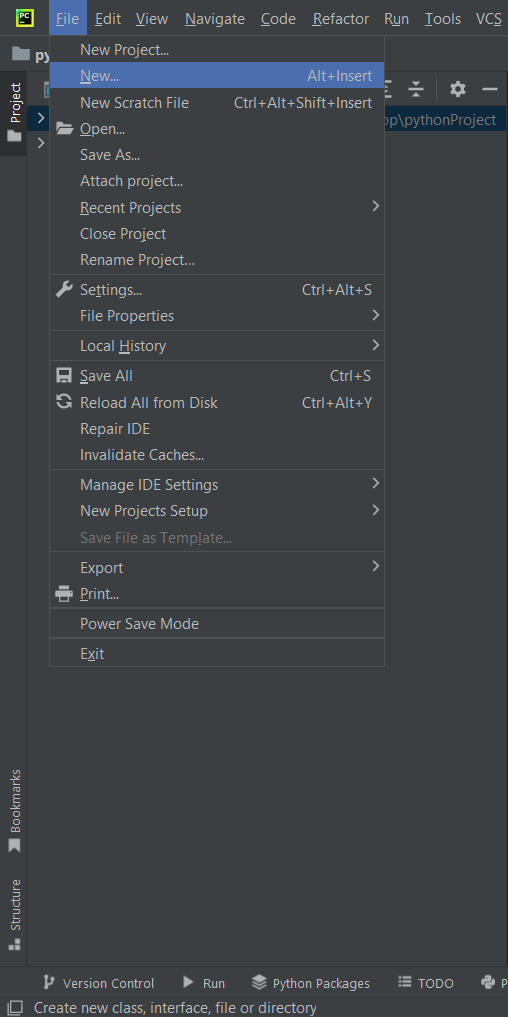 PC
File Edit View Navigate Code Refactor Run Tools VCS
New Project...
New... Alt+Insert
New Scratch File Ctrl+Alt+Shift+Insert
Open...
Save As...
Attach project...
Recent Projects
Close Project
Rename Project...
Settings... Ctrl+Alt+S
File Properties
Local History
Save All Ctrl+S
Reload All from Disk Ctrl+Alt+Y
Repair IDE
Invalidate Caches...
Manage IDE Settings
New Projects Setup
Save File as Template...
Export
Print...
Power Save Mode
Exit
py
Project
op\pythonProject
Bookmarks
Structure
Version Control Run Python Packages TODO P
Create new class, interface, file or directory